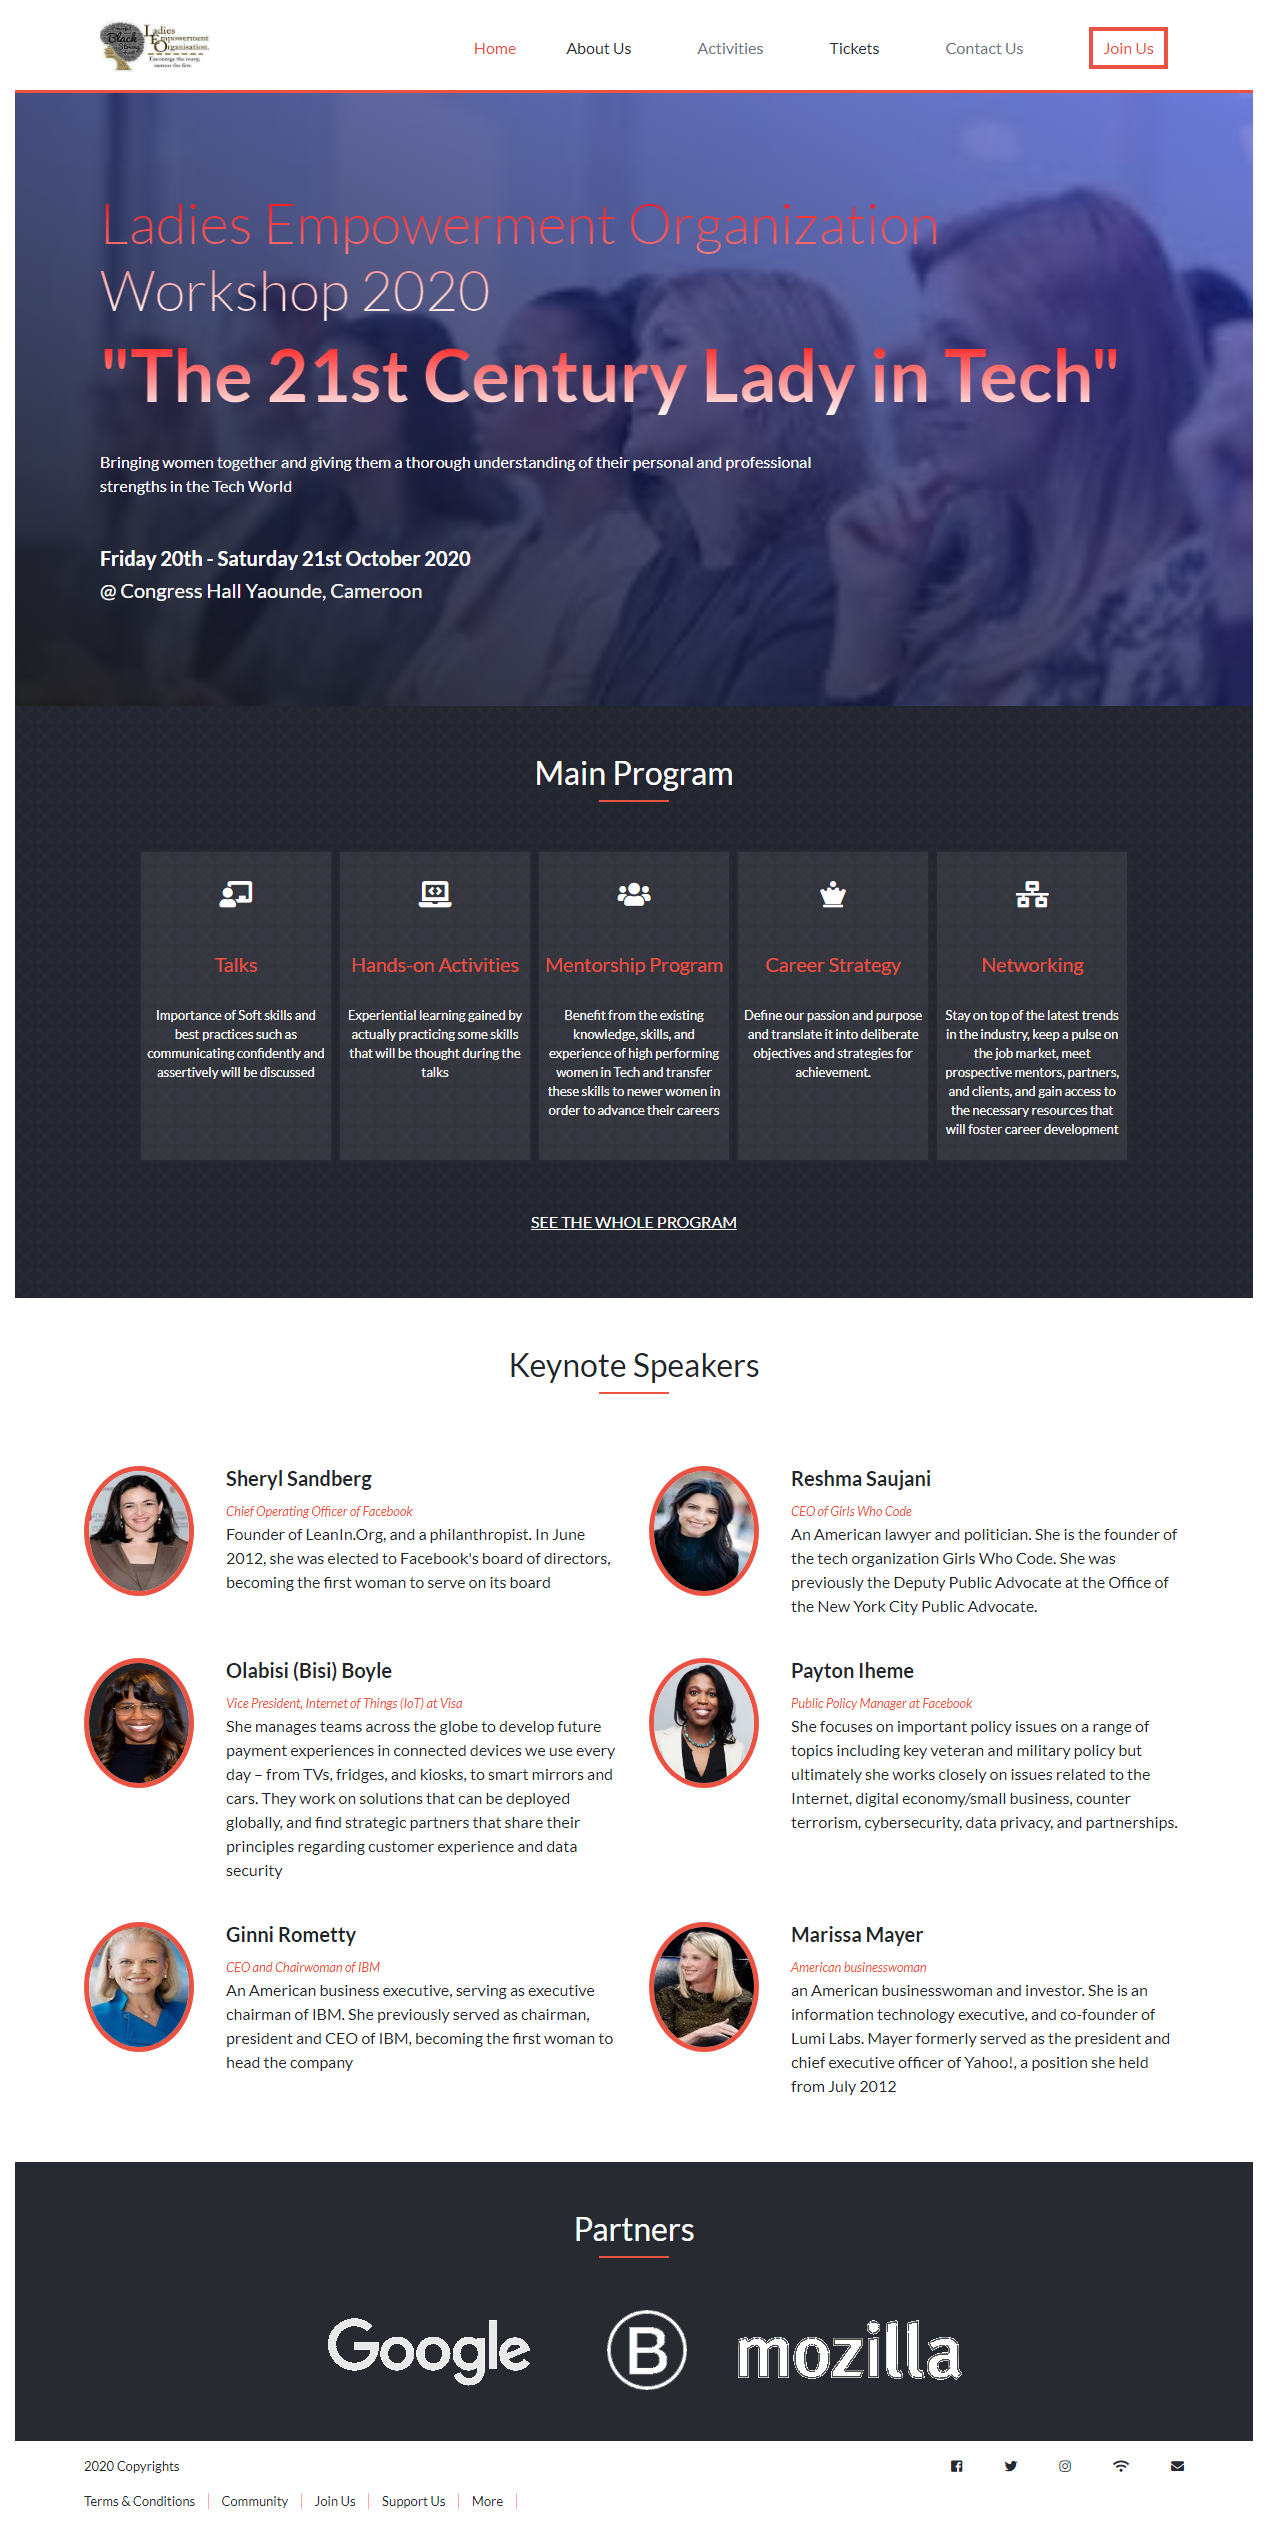 Black
Strong
Ladies
Empowerment
Organisation.
Encourage the many,
mentor the few.
Home
About Us
Activities
Tickets
Contact Us
Join Us
Ladies Empowerment Organization
Workshop 2020
"The 21st Century Lady in Tech"
Bringing women together and giving them a thorough understanding of their personal and professional
strengths in the Tech World
Friday 20th - Saturday 21st October 2020
@ Congress Hall Yaounde, Cameroon
Main Program
Talks
Importance of Soft skills and
best practices such as
communicating confidently and
assertively will be discussed
Hands-on Activities
Experiential learning gained by
actually practicing some skills
that will be thought during the
talks
Mentorship Program
Benefit from the existing
knowledge, skills, and
experience of high performing
women in Tech and transfer
these skills to newer women in
order to advance their careers
Career Strategy
Define our passion and purpose
and translate it into deliberate
objectives and strategies for
achievement.
Networking
Stay on top of the latest trends
in the industry, keep a pulse on
the job market, meet
prospective mentors, partners,
and clients, and gain access to
the necessary resources that
will foster career development
SEE THE WHOLE PROGRAM
Keynote Speakers
Sheryl Sandberg
Chief Operating Officer of Facebook
Founder of LeanIn.Org, and a philanthropist. In June
2012, she was elected to Facebook's board of directors,
becoming the first woman to serve on its board
Reshma Saujani
CEO of Girls Who Code
An American lawyer and politician. She is the founder of
the tech organization Girls Who Code. She was
previously the Deputy Public Advocate at the Office of
the New York City Public Advocate.
Olabisi (Bisi) Boyle
Vice President, Internet of Things (IoT) at Visa
She manages teams across the globe to develop future
payment experiences in connected devices we use every
day – from TVs, fridges, and kiosks, to smart mirrors and
cars. They work on solutions that can be deployed
globally, and find strategic partners that share their
principles regarding customer experience and data
security
Payton Iheme
Public Policy Manager at Facebook
She focuses on important policy issues on a range of
topics including key veteran and military policy but
ultimately she works closely on issues related to the
Internet, digital economy/small business, counter
terrorism, cybersecurity, data privacy, and partnerships.
Ginni Rometty
CEO and Chairwoman of IBM
An American business executive, serving as executive
chairman of IBM. She previously served as chairman,
president and CEO of IBM, becoming the first woman to
head the company
Marissa Mayer
American businesswoman
an American businesswoman and investor. She is an
information technology executive, and co-founder of
Lumi Labs. Mayer formerly served as the president and
chief executive officer of Yahoo!, a position she held
from July 2012
Partners
Google
B
mozilla
2020 Copyrights
Terms & Conditions
Community
Join Us
Support Us
More